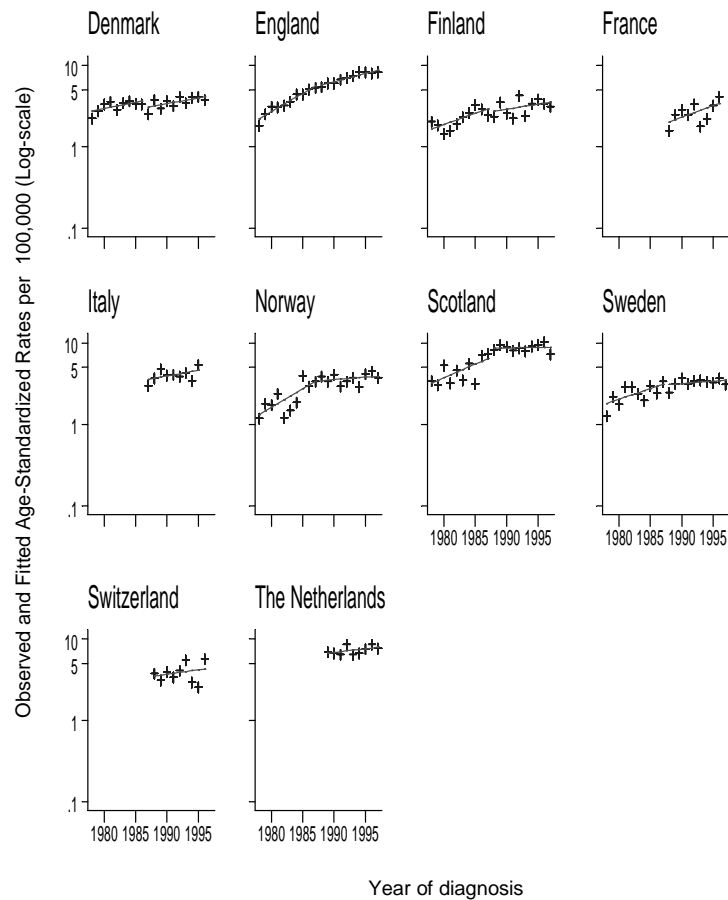 Denmark England Finland France
10
5
1
.1
Italy Norway Scotland Sweden
10
5
1
.1
1980 1985 1990 1995 1980 1985 1990 1995
Switzerland The Netherlands
10
5
1
.1
1980 1985 1990 1995 1980 1985 1990 1995
Observed and Fitted Age-Standardized Rates per 100,000 (Log-scale)
Year of diagnosis